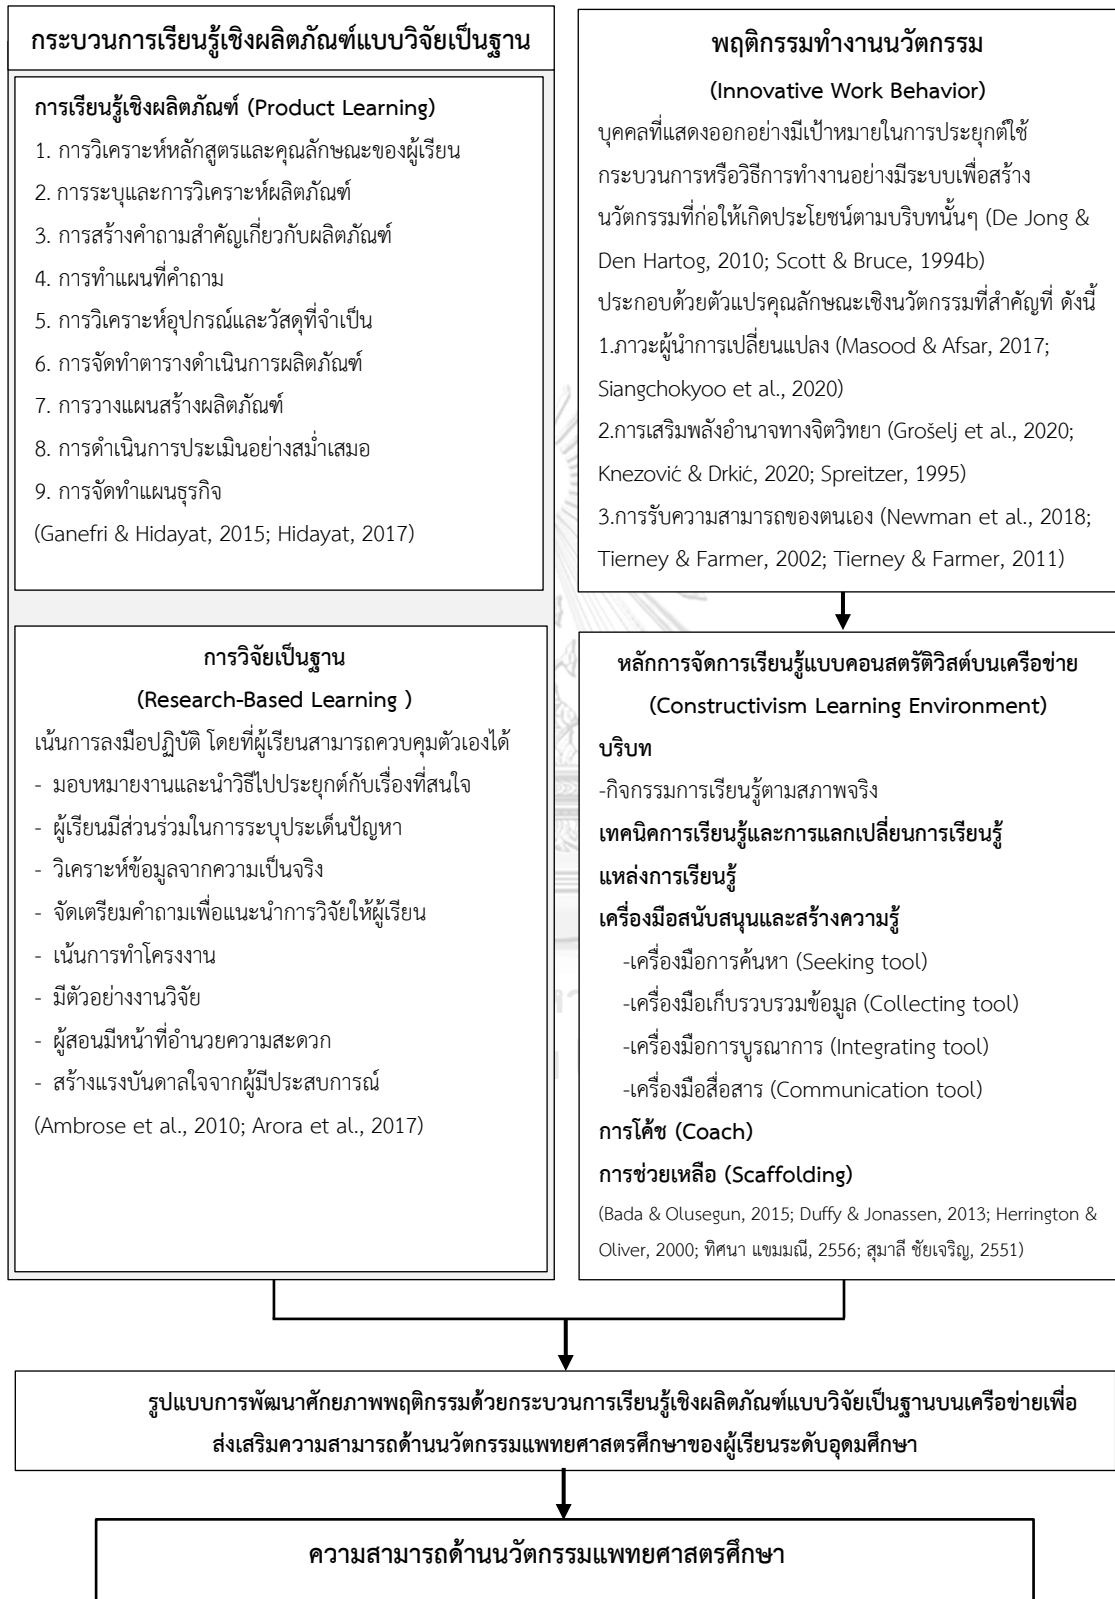 กระบวนการเรียนรู้เชิงผลิตภัณฑ์แบบวิจัยเป็นฐาน
การเรียนรู้เชิงผลิตภัณฑ์ (Product Learning)
1. การวิเคราะห์หลักสูตรและคุณลักษณะของผู้เรียน
2. การระบุและการวิเคราะห์ผลิตภัณฑ์
3. การสร้างคำถามสำคัญเกี่ยวกับผลิตภัณฑ์
4. การทำแผนที่คำถาม
5. การวิเคราะห์อุปกรณ์และวัสดุที่จำเป็น
6. การจัดทำตารางดำเนินการผลิตภัณฑ์
7. การวางแผนสร้างผลิตภัณฑ์
8. การดำเนินการประเมินอย่างสม่ำเสมอ
9. การจัดทำแผนธุรกิจ
(Ganefri & Hidayat, 2015; Hidayat, 2017)
การวิจัยเป็นฐาน
(Research-Based Learning )
เน้นการลงมือปฏิบัติ โดยที่ผู้เรียนสามารถควบคุมตัวเองได้
- มอบหมายงานและนำวิธีไปประยุกต์กับเรื่องที่สนใจ
- ผู้เรียนมีส่วนร่วมในการระบุประเด็นปัญหา
- วิเคราะห์ข้อมูลจากความเป็นจริง
- จัดเตรียมคำถามเพื่อแนะนำการวิจัยให้ผู้เรียน
- เน้นการทำโครงงาน
- มีตัวอย่างงานวิจัย
- ผู้สอนมีหน้าที่อำนวยความสะดวก
- สร้างแรงบันดาลใจจากผู้มีประสบการณ์
(Ambrose et al., 2010; Arora et al., 2017)
พฤติกรรมทำงานนวัตกรรม
(Innovative Work Behavior)
บุคคลที่แสดงออกอย่างมีเป้าหมายในการประยุกต์ใช้
กระบวนการหรือวิธีการทำงานอย่างมีระบบเพื่อสร้าง
นวัตกรรมที่ก่อให้เกิดประโยชน์ตามบริบทนั้นๆ (De Jong &
Den Hartog, 2010; Scott & Bruce, 1994b)
ประกอบด้วยตัวแปรคุณลักษณะเชิงนวัตกรรมที่สำคัญที่ ดังนี้
1.ภาวะผู้นำการเปลี่ยนแปลง (Masood & Afsar, 2017;
Siangchokyoo et al., 2020)
2.การเสริมพลังอำนาจทางจิตวิทยา (Grošelj et al., 2020;
Knezović & Drkić, 2020; Spreitzer, 1995)
3.การรับความสามารถของตนเอง (Newman et al., 2018;
Tierney & Farmer, 2002; Tierney & Farmer, 2011)
หลักการจัดการเรียนรู้แบบคอนสตรัติวิสต์บนเครือข่าย
(Constructivism Learning Environment)
บริบท
-กิจกรรมการเรียนรู้ตามสภาพจริง
เทคนิคการเรียนรู้และการแลกเปลี่ยนการเรียนรู้
แหล่งการเรียนรู้
เครื่องมือสนับสนุนและสร้างความรู้
-เครื่องมือการค้นหา (Seeking tool)
-เครื่องมือเก็บรวบรวมข้อมูล (Collecting tool)
-เครื่องมือการบูรณาการ (Integrating tool)
-เครื่องมือสื่อสาร (Communication tool)
การโค้ช (Coach)
การช่วยเหลือ (Scaffolding)
(Bada & Olusegun, 2015; Duffy & Jonassen, 2013; Herrington &
Oliver, 2000; ทิศนา แขมมณี, 2556; สุมาลี ชัยเจริญ, 2551)
รูปแบบการพัฒนาศักยภาพพฤติกรรมด้วยกระบวนการเรียนรู้เชิงผลิตภัณฑ์แบบวิจัยเป็นฐานบนเครือข่ายเพื่อ
ส่งเสริมความสามารถด้านนวัตกรรมแพทยศาสตรศึกษาของผู้เรียนระดับอุดมศึกษา
ความสามารถด้านนวัตกรรมแพทยศาสตรศึกษา